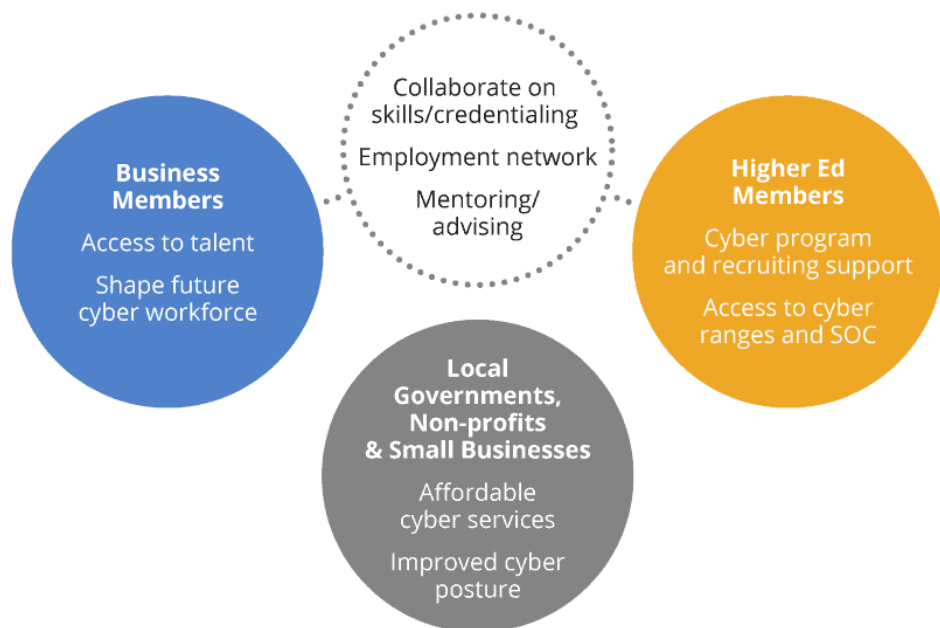 Collaborate on
skills/credentialing
Employment network
Mentoring/
advising
Business
Members
Access to talent
Shape future
cyber workforce
Higher Ed
Members
Cyber program
and recruiting support
Access to cyber
ranges and SOC
Local
Governments,
Non-profits
& Small Businesses
Affordable
cyber services
Improved cyber
posture